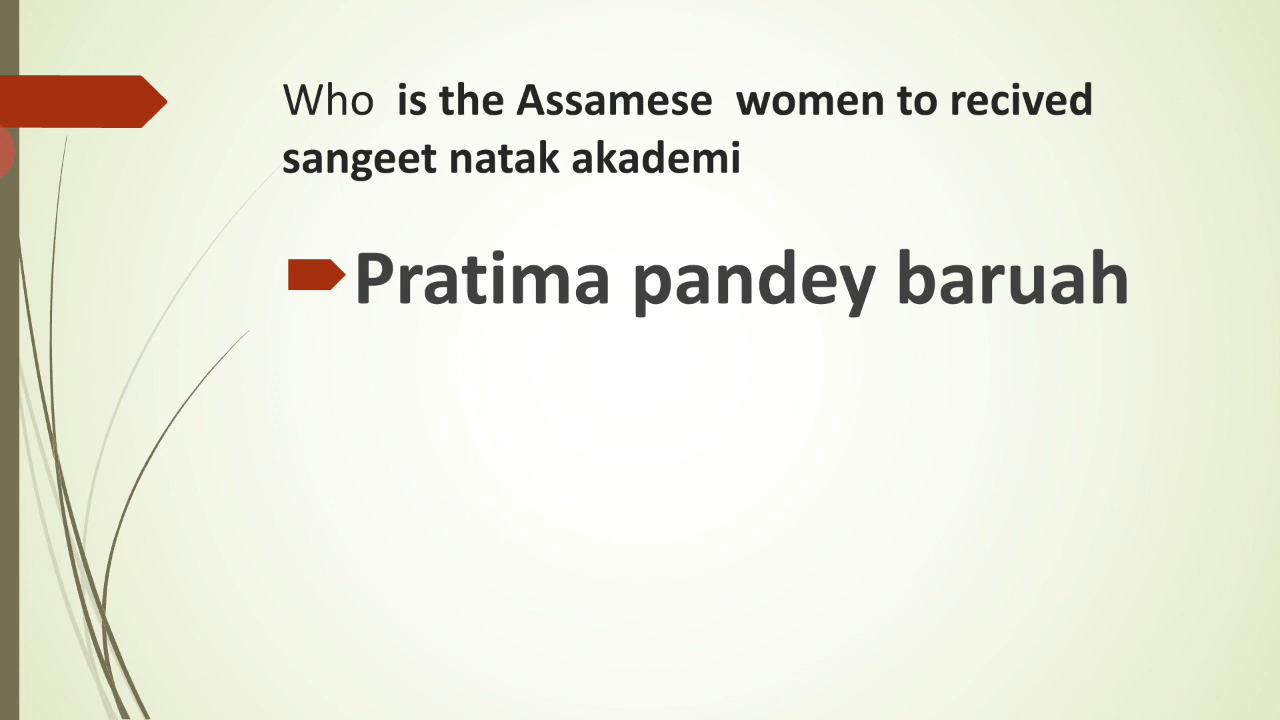 Who is the Assamese women to recived
sangeet natak akademi
Pratima pandey baruah